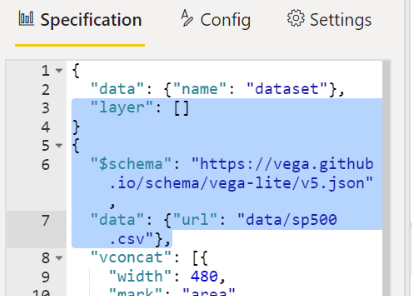 Specification Config Settings
1 {
2 "data": {"name": "dataset"},
3 "layer": []
4 }
5 {
6 "$schema": "https://vega.github
.io/schema/vega-lite/v5.json"
,
7 "data": {"url": "data/sp500
.csv"},
8 "vconcat": [{
9 "width": 480,
10 "mark": "area"